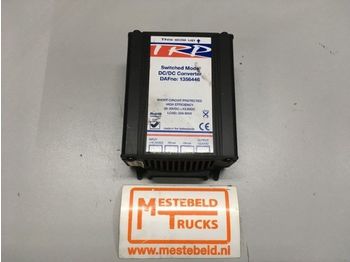 THIS SIDE UP
TRP
Switched Mode
DC/DC Converter
DAFno: 1356446
SHORT CIRCUIT PROTECTED
HIGH EFFICIENCY
CE
MESTEBELD
TRUCKS
www.mestebeld.nl